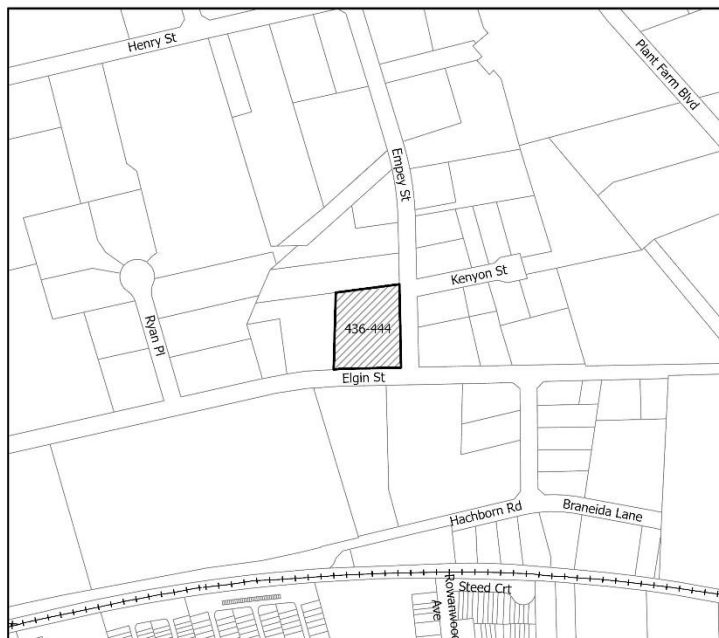 Henry St
Plant Farm Blvd
Empey St
Kenyon St
Ryan Pl
436-444
Elgin St
Hachborn Rd
Braneida Lane
Steed Crt
Rowanwood
Ave